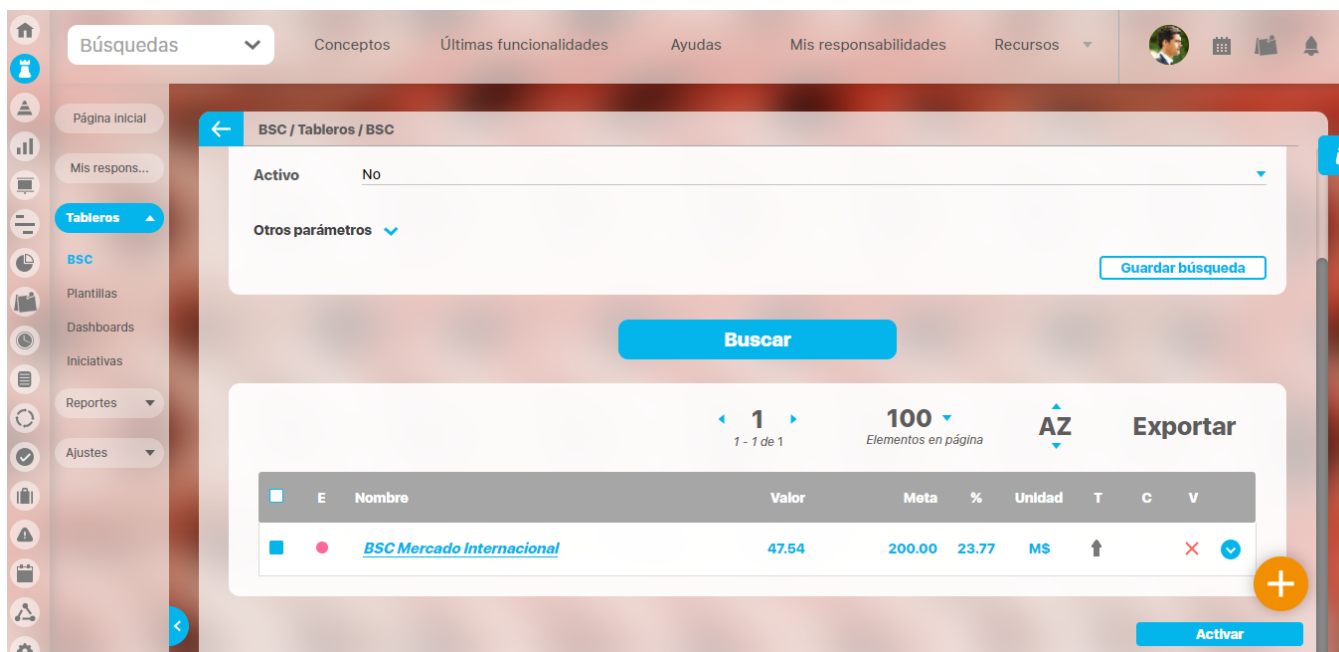 Búsquedas
Conceptos
Últimas funcionalidades
Ayudas
Mis responsabilidades
Recursos
Página inicial
Mis respons...
Tableros
BSC
Plantillas
Dashboards
Iniciativas
Reportes
Ajustes
BSC / Tableros / BSC
Activo No
Otros parámetros
Guardar búsqueda
Buscar
1
1 - 1 de 1
100
Elementos en página
AZ
Exportar
E Nombre Valor Meta % Unidad T C V
BSC Mercado Internacional 47.54 200.00 23.77 M$
Activar